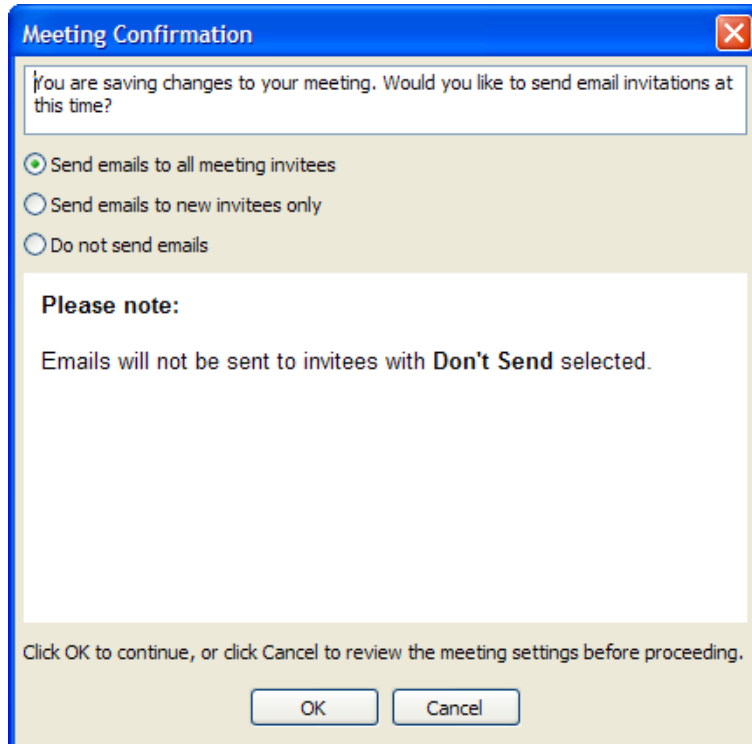 Meeting Confirmation
You are saving changes to your meeting. Would you like to send email invitations at
this time?
Send emails to all meeting invitees
Send emails to new invitees only
Do not send emails
Please note:
Emails will not be sent to invitees with Don't Send selected.
Click OK to continue, or click Cancel to review the meeting settings before proceeding.
OK
Cancel